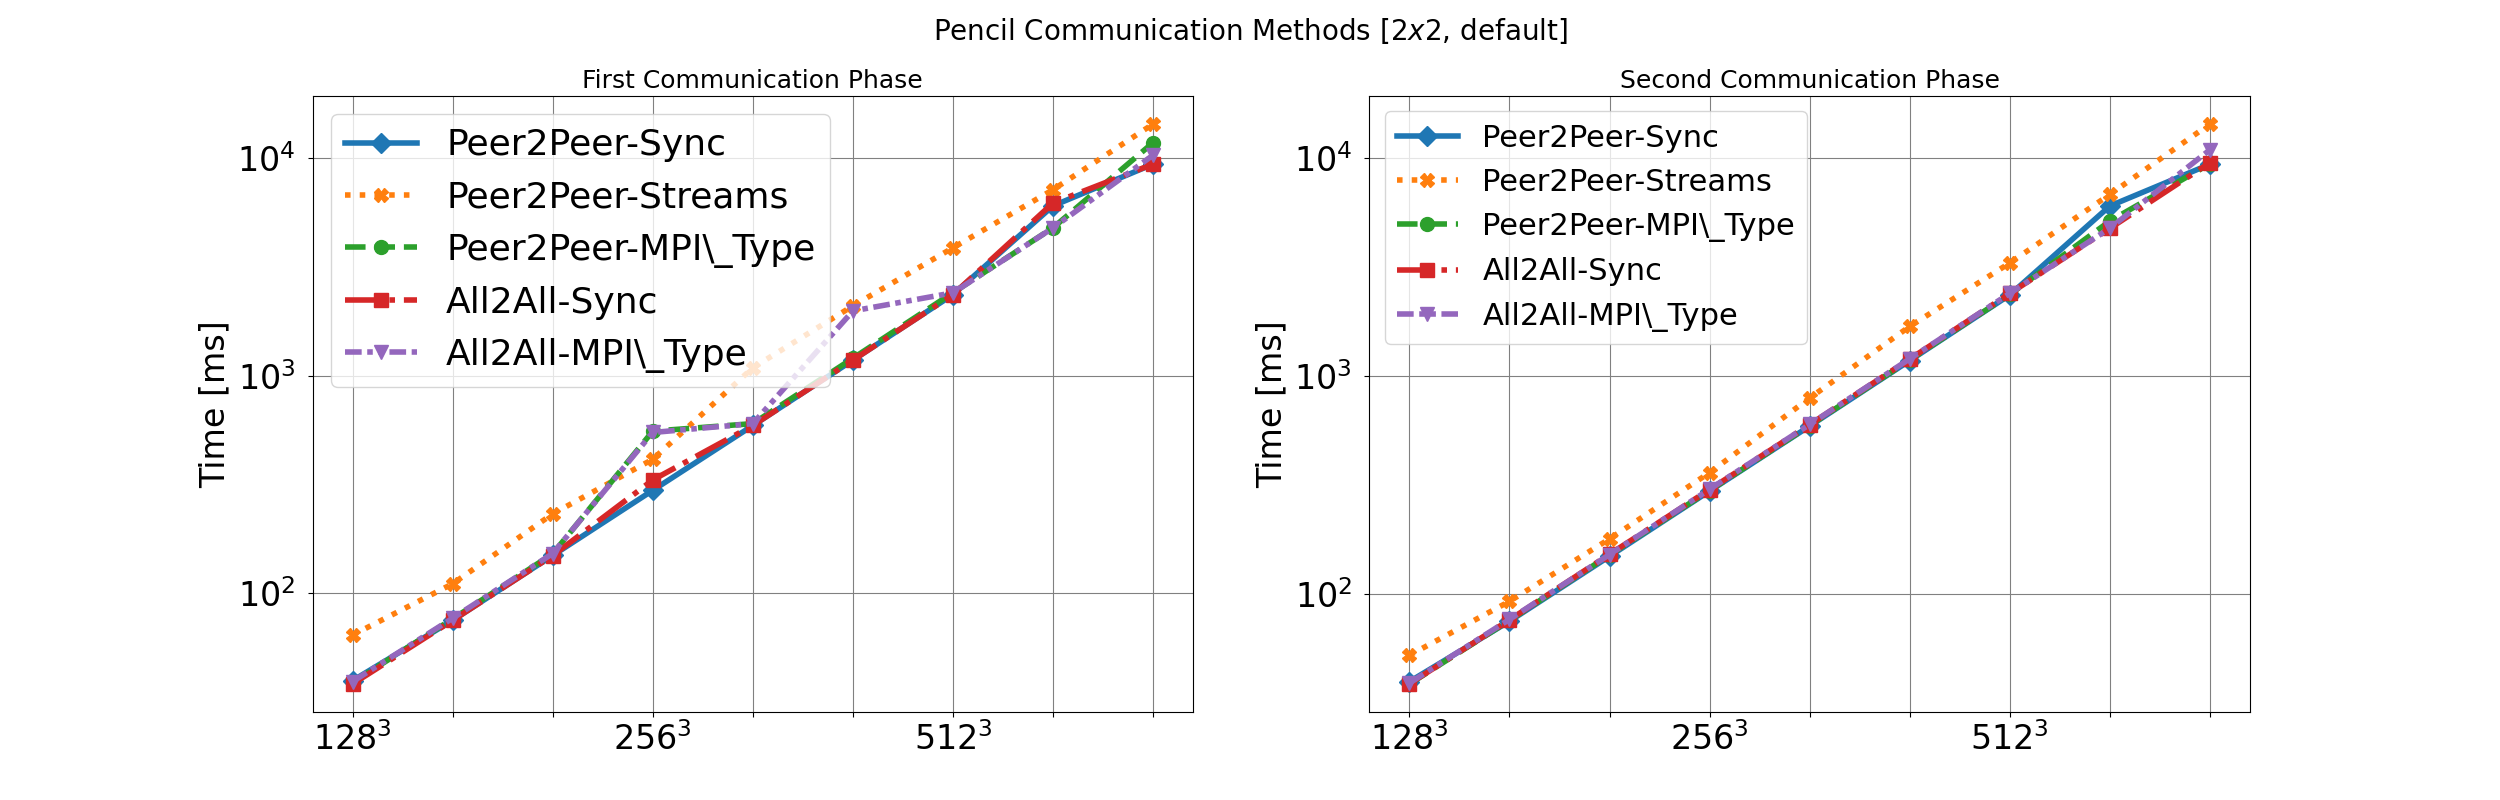 Pencil Communication Methods [2x2, default]
First Communication Phase
Time [ms]
10⁴
10³
10²
128³
256³
512³
Peer2Peer-Sync
Peer2Peer-Streams
Peer2Peer-MPI\_Type
All2All-Sync
All2All-MPI\_Type
Second Communication Phase
Time [ms]
10⁴
10³
10²
128³
256³
512³
Peer2Peer-Sync
Peer2Peer-Streams
Peer2Peer-MPI\_Type
All2All-Sync
All2All-MPI\_Type